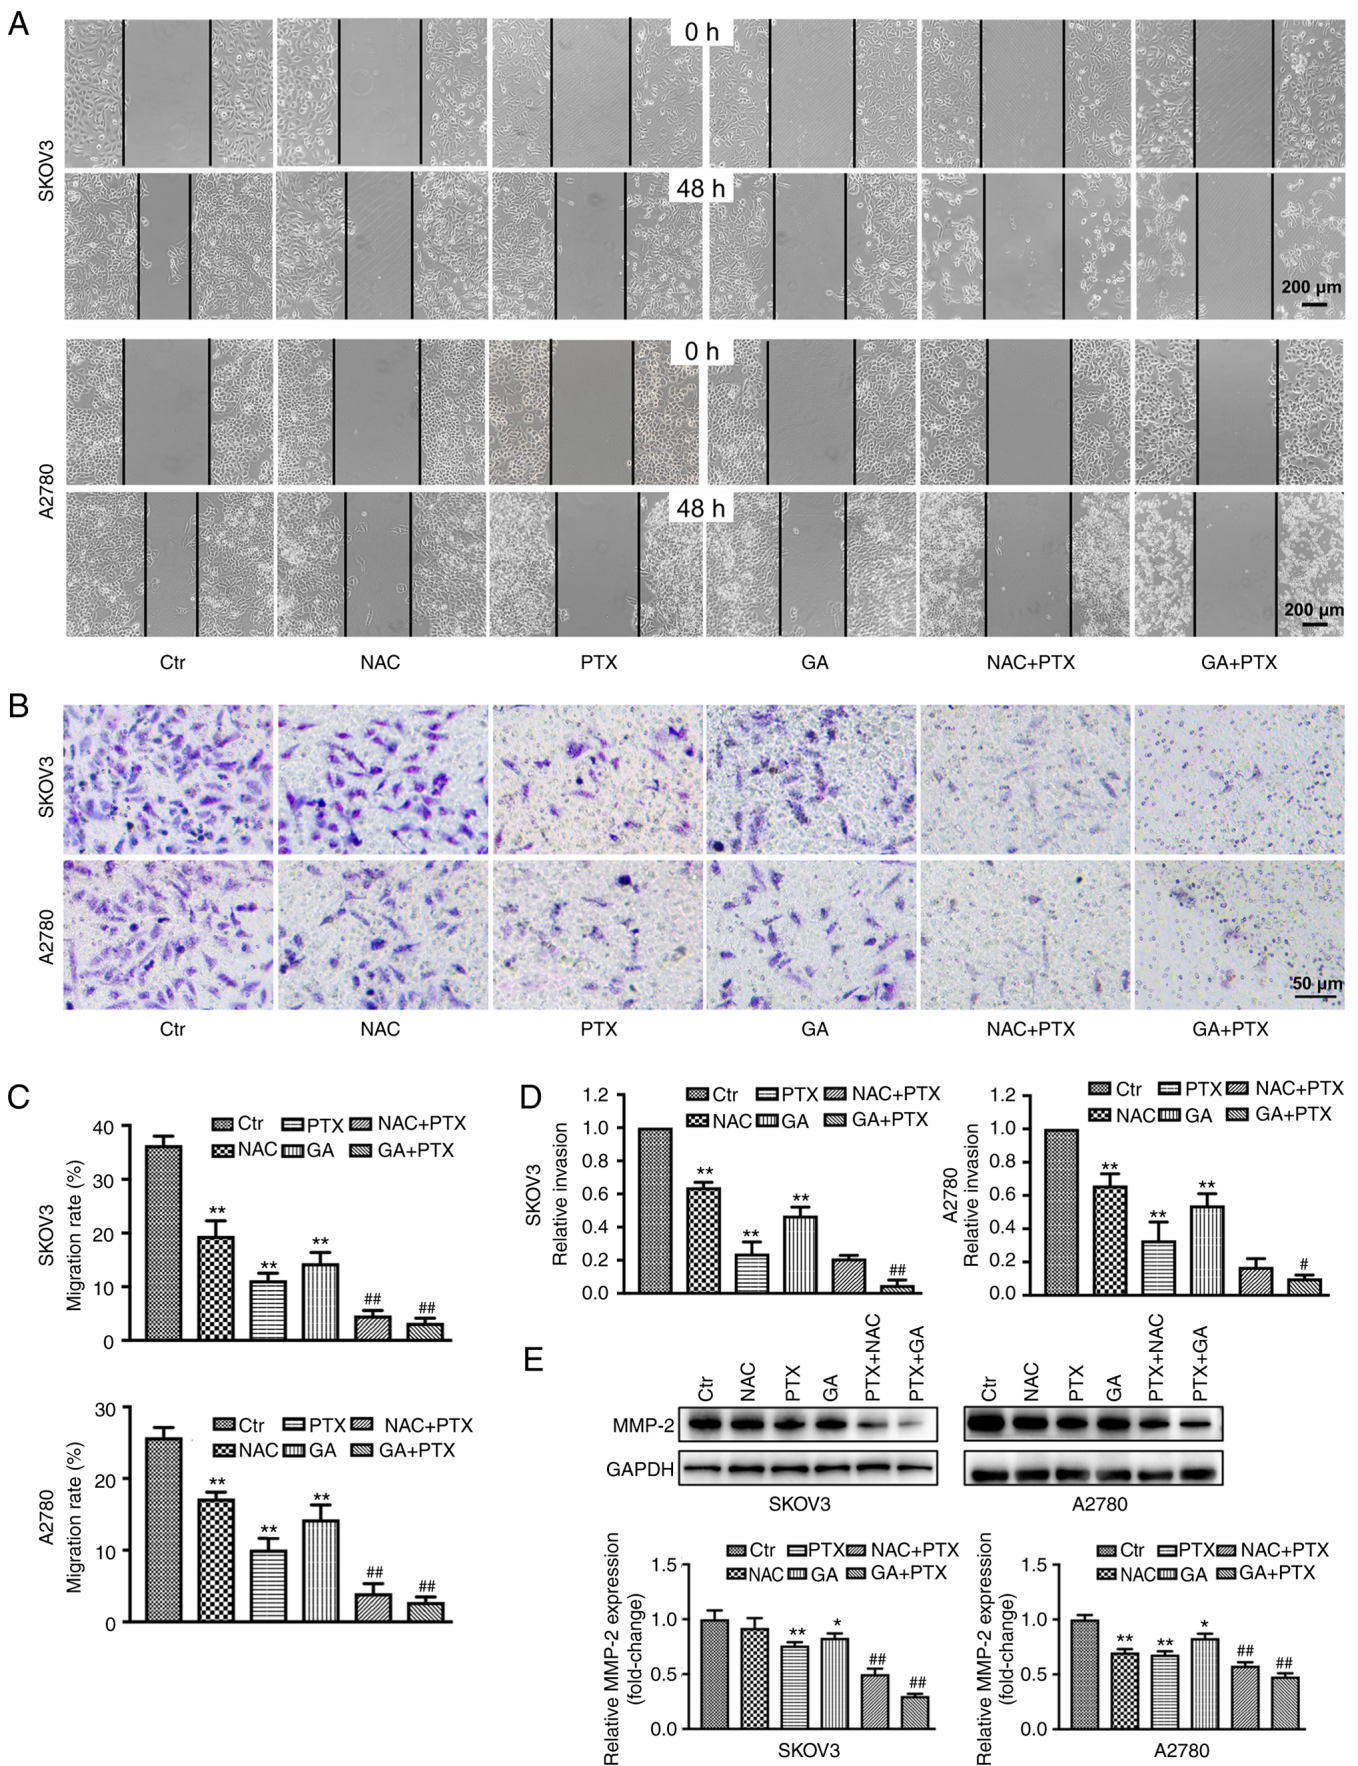 A
0 h
SKOV3
48 h
200 µm
0 h
A2780
48 h
200 µm
Ctr NAC PTX GA NAC+PTX GA+PTX
B
SKOV3
A2780
50 µm
Ctr NAC PTX GA NAC+PTX GA+PTX
C
SKOV3
Migration rate (%)
40
30
20
10
0
Ctr PTX NAC+PTX
NAC GA GA+PTX
** ** ** ## ##
A2780
Migration rate (%)
30
20
10
0
Ctr PTX NAC+PTX
NAC GA GA+PTX
** ** ** ## ##
D
SKOV3
Relative invasion
1.2
1.0
0.8
0.6
0.4
0.2
0.0
Ctr PTX NAC+PTX
NAC GA GA+PTX
** ** ** ##
A2780
Relative invasion
1.2
1.0
0.8
0.6
0.4
0.2
0.0
Ctr PTX NAC+PTX
NAC GA GA+PTX
** ** ** #
E
Ctr NAC PTX GA PTX+NAC PTX+GA
Ctr NAC PTX GA PTX+NAC PTX+GA
MMP-2
GAPDH
SKOV3 A2780
Relative MMP-2 expression
(fold-change)
1.5
1.0
0.5
0.0
Ctr PTX NAC+PTX
NAC GA GA+PTX
** * ## ##
SKOV3
Relative MMP-2 expression
(fold-change)
1.5
1.0
0.5
0.0
Ctr PTX NAC+PTX
NAC GA GA+PTX
** ** * ## ##
A2780